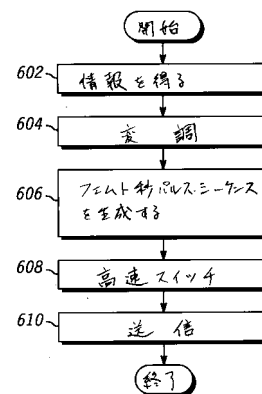 開始
602
情報を得る
604
変調
606
フェムト秒パルス・シーケンス
を生成する
608
高速スイッチ
610
送信
終了